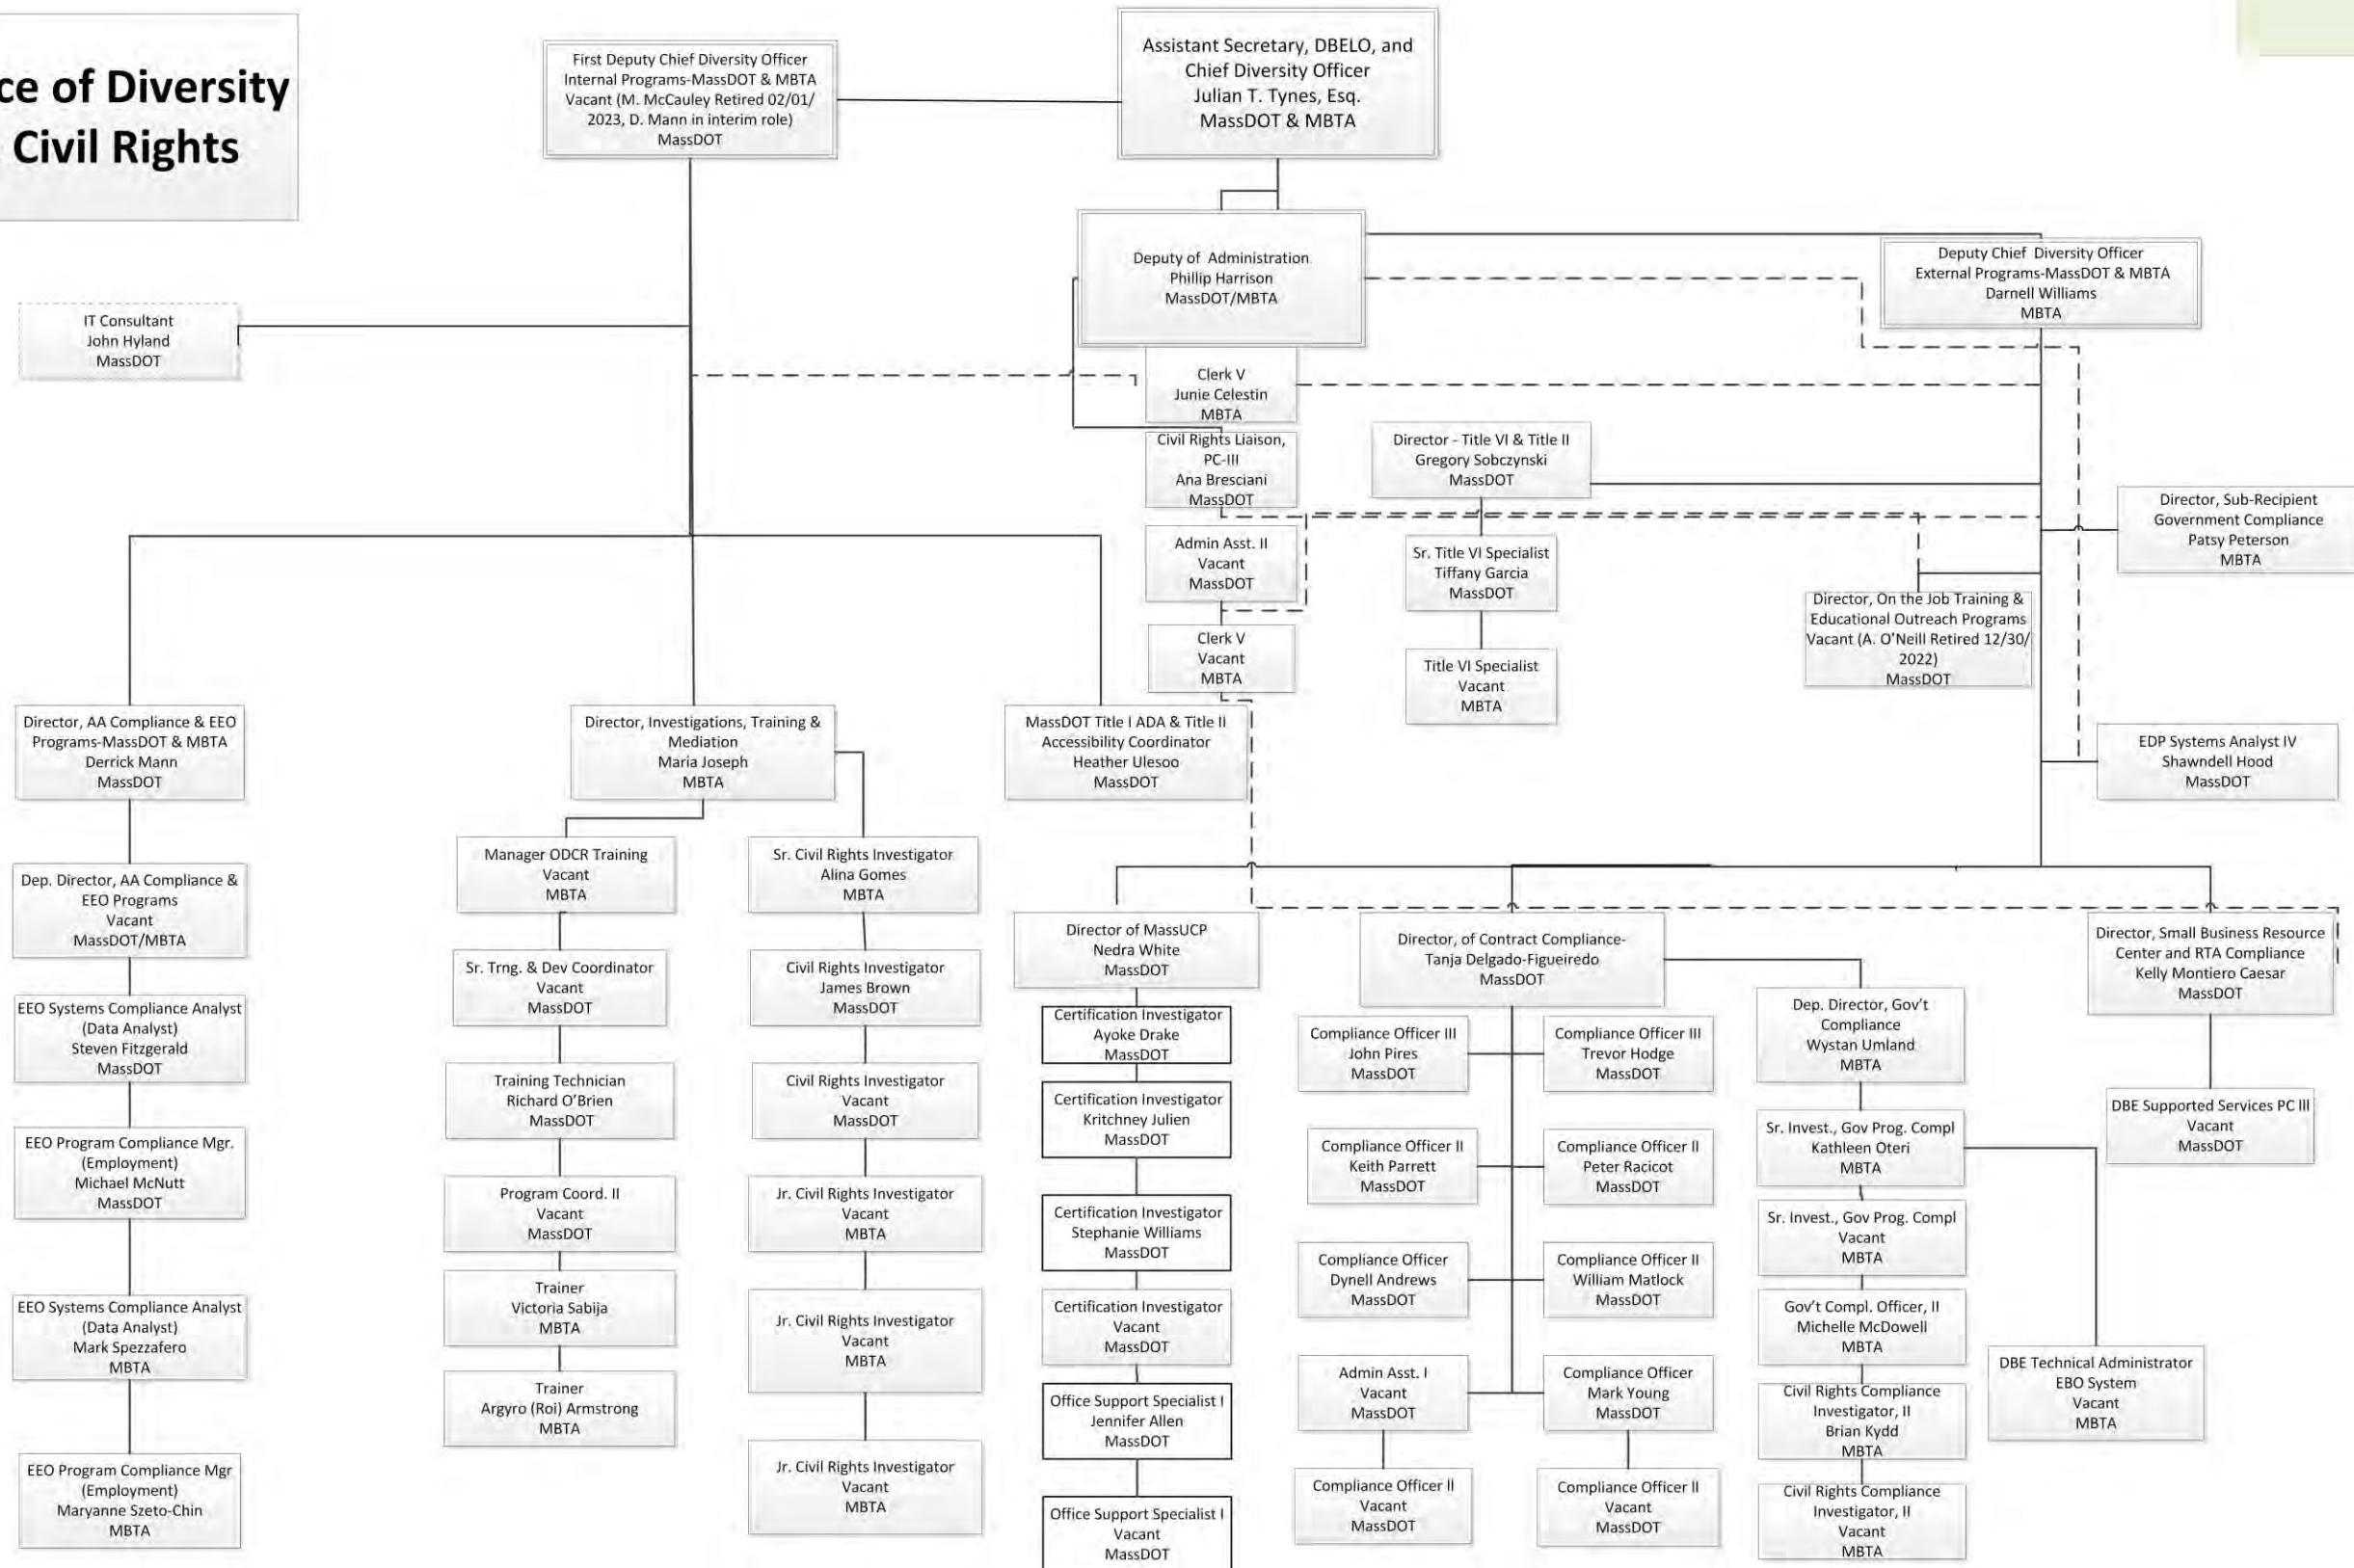 ce of Diversity
Civil Rights
First Deputy Chief Diversity Officer
Internal Programs-MassDOT & MBTA
Vacant (M. McCauley Retired 02/01/
2023, D. Mann in interim role)
MassDOT
Assistant Secretary, DBELO, and
Chief Diversity Officer
Julian T. Tynes, Esq.
MassDOT & MBTA
Deputy of Administration
Phillip Harrison
MassDOT/MBTA
Deputy Chief Diversity Officer
External Programs-MassDOT & MBTA
Darnell Williams
MBTA
IT Consultant
John Hyland
MassDOT
Clerk V
Junie Celestin
MBTA
Civil Rights Liaison,
PC-III
Ana Bresciani
MassDOT
Admin Asst. II
Vacant
MassDOT
Clerk V
Vacant
MBTA
Director - Title VI & Title II
Gregory Sobczynski
MassDOT
Sr. Title VI Specialist
Tiffany Garcia
MassDOT
Title VI Specialist
Vacant
MBTA
Director, Sub-Recipient
Government Compliance
Patsy Peterson
MBTA
Director, On the Job Training &
Educational Outreach Programs
Vacant (A. O'Neill Retired 12/30/
2022)
MassDOT
EDP Systems Analyst IV
Shawndell Hood
MassDOT
Director, AA Compliance & EEO
Programs-MassDOT & MBTA
Derrick Mann
MassDOT
Dep. Director, AA Compliance &
EEO Programs
Vacant
MassDOT/MBTA
EEO Systems Compliance Analyst
(Data Analyst)
Steven Fitzgerald
MassDOT
EEO Program Compliance Mgr.
(Employment)
Michael McNutt
MassDOT
EEO Systems Compliance Analyst
(Data Analyst)
Mark Spezzafero
MBTA
EEO Program Compliance Mgr
(Employment)
Maryanne Szeto-Chin
MBTA
Director, Investigations, Training &
Mediation
Maria Joseph
MBTA
Manager ODCR Training
Vacant
MBTA
Sr. Trng. & Dev Coordinator
Vacant
MassDOT
Training Technician
Richard O'Brien
MassDOT
Program Coord. II
Vacant
MassDOT
Trainer
Victoria Sabija
MBTA
Trainer
Argyro (Roi) Armstrong
MBTA
Sr. Civil Rights Investigator
Alina Gomes
MBTA
Civil Rights Investigator
James Brown
MassDOT
Civil Rights Investigator
Vacant
MassDOT
Jr. Civil Rights Investigator
Vacant
MBTA
Jr. Civil Rights Investigator
Vacant
MBTA
Jr. Civil Rights Investigator
Vacant
MBTA
MassDOT Title I ADA & Title II
Accessibility Coordinator
Heather Ulesoo
MassDOT
Director of MassUCP
Nedra White
MassDOT
Certification Investigator
Ayoke Drake
MassDOT
Certification Investigator
Kritchney Julien
MassDOT
Certification Investigator
Stephanie Williams
MassDOT
Certification Investigator
Vacant
MassDOT
Office Support Specialist I
Jennifer Allen
MassDOT
Office Support Specialist I
Vacant
MassDOT
Director, of Contract Compliance-
Tanja Delgado-Figueiredo
MassDOT
Compliance Officer III
John Pires
MassDOT
Compliance Officer III
Trevor Hodge
MassDOT
Compliance Officer II
Keith Parrett
MassDOT
Compliance Officer II
Peter Racicot
MassDOT
Compliance Officer
Dynell Andrews
MassDOT
Compliance Officer II
William Matlock
MassDOT
Admin Asst. I
Vacant
MassDOT
Compliance Officer
Mark Young
MassDOT
Compliance Officer ll
Vacant
MassDOT
Compliance Officer ll
Vacant
MassDOT
Dep. Director, Gov't
Compliance
Wystan Umland
MBTA
Sr. Invest., Gov Prog. Compl
Kathleen Oteri
MBTA
Sr. Invest., Gov Prog. Compl
Vacant
MBTA
Gov't Compl. Officer, II
Michelle McDowell
MBTA
Civil Rights Compliance
Investigator, II
Brian Kydd
MBTA
Civil Rights Compliance
Investigator, II
Vacant
MBTA
DBE Technical Administrator
EBO System
Vacant
MBTA
Director, Small Business Resource
Center and RTA Compliance
Kelly Montiero Caesar
MassDOT
DBE Supported Services PC lll
Vacant
MassDOT